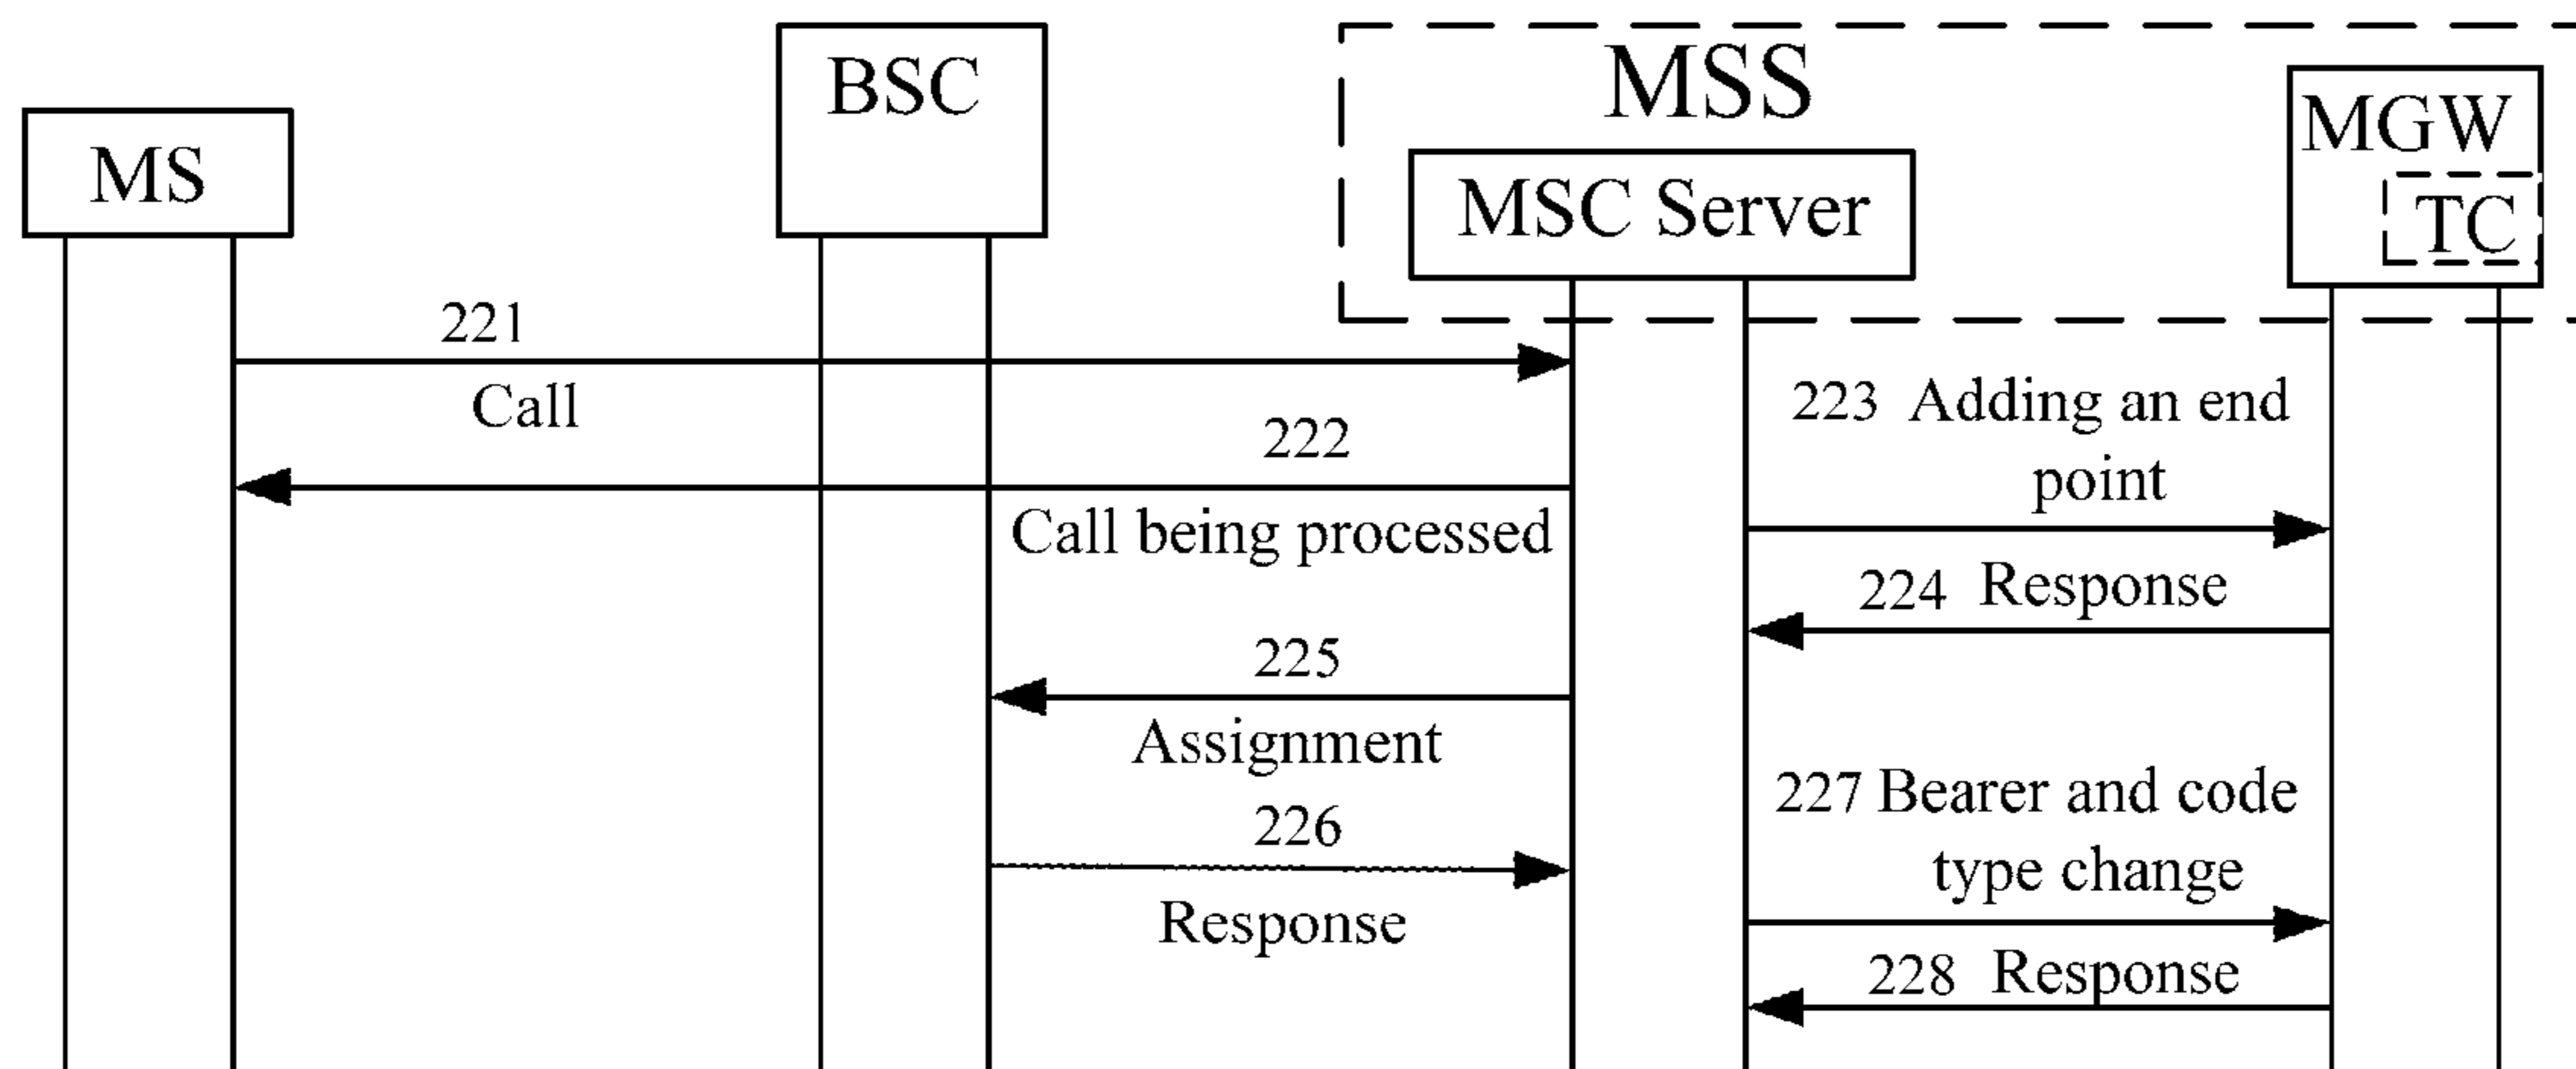 MS
BSC
MSS
MSC Server
MGW
TC
221
Call
222
Call being processed
223 Adding an end
point
224 Response
225
Assignment
226
Response
227 Bearer and code
type change
228 Response